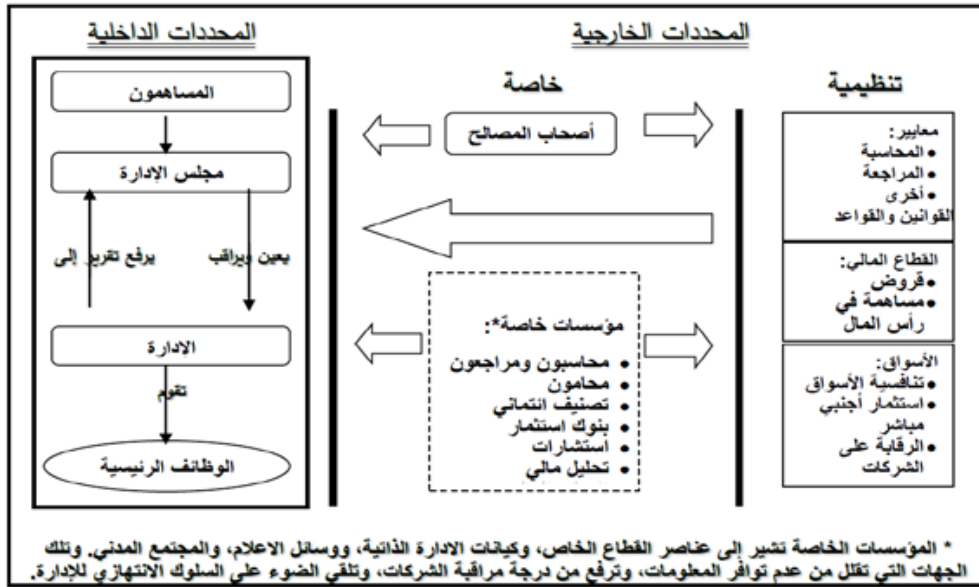 المحددات الخارجية
المحددات الداخلية
تنظيمية
معايير:
• المحاسبة
• المراجعة
• أخرى
القوانين والقواعد
القطاع المالي:
• قروض
• مساهمة في
رأس المال
الأسواق:
• تنافسية الأسواق
• استثمار أجنبي
مباشر
• الرقابة على
الشركات
خاصة
أصحاب المصالح
مؤسسات خاصة*:
• محاسبون ومراجعون
• محامون
• تصنيف ائتماني
• بنوك استثمار
• استشارات
• تحليل مالي
المساهمون
مجلس الإدارة
يعين ويراقب
يرفع تقرير إلى
الإدارة
تقوم
الوظائف الرئيسية
* المؤسسات الخاصة تشير إلى عناصر القطاع الخاص، وكيانات الادارة الذاتية، ووسائل الاعلام، والمجتمع المدني. وتلك
الجهات التي تقلل من عدم توافر المعلومات، وترفع من درجة مراقبة الشركات، وتلقي الضوء على السلوك الانتهازي للإدارة.